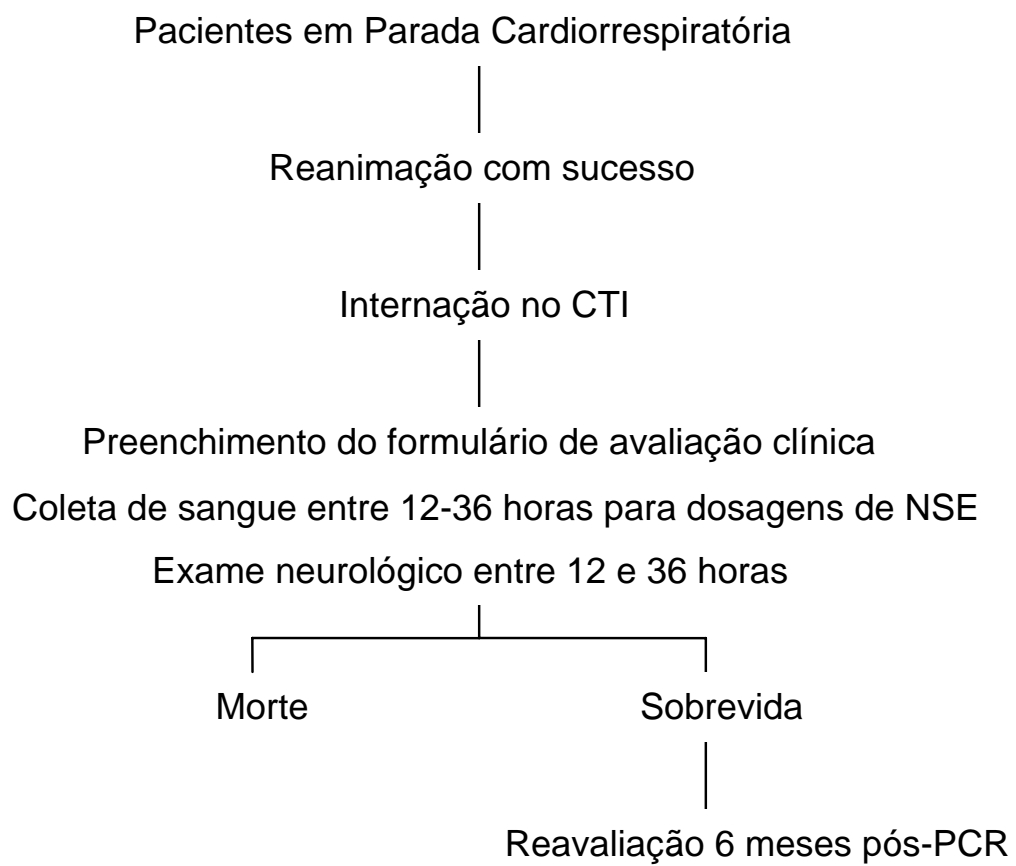 Pacientes em Parada Cardiorrespiratória
Reanimação com sucesso
Internação no CTI
Preenchimento do formulário de avaliação clínica
Coleta de sangue entre 12-36 horas para dosagens de NSE
Exame neurológico entre 12 e 36 horas
Morte
Sobrevida
Reavaliação 6 meses pós-PCR